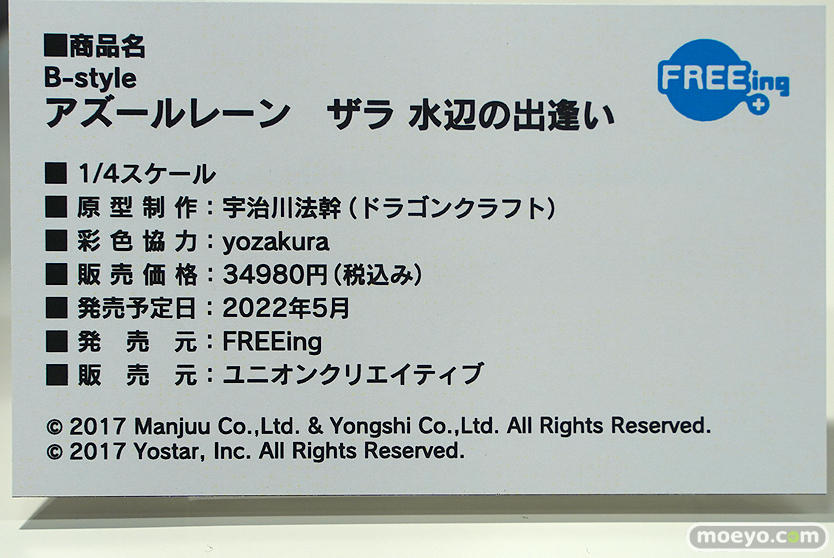 ■商品名
B-style
アズールレーン　ザラ 水辺の出逢い
FREEing
■ 1/4スケール
■ 原型制作：宇治川法幹（ドラゴンクラフト）
■ 彩色協力：yozakura
■ 販売価格：34980円（税込み）
■ 発売予定日：2022年5月
■ 発　売　元：FREEing
■ 販　売　元：ユニオンクリエイティブ
© 2017 Manjuu Co.,Ltd. & Yongshi Co.,Ltd. All Rights Reserved.
© 2017 Yostar, Inc. All Rights Reserved.
moeyo.com